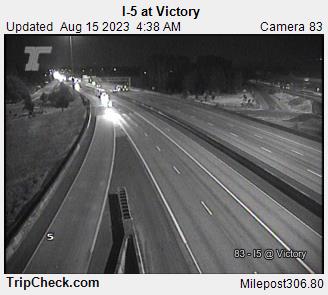 I-5 at Victory
Updated Aug 15 2023 4:38 AM Camera 83
T
S
83 - I5 @ Victory
TripCheck.com Milepost306.80